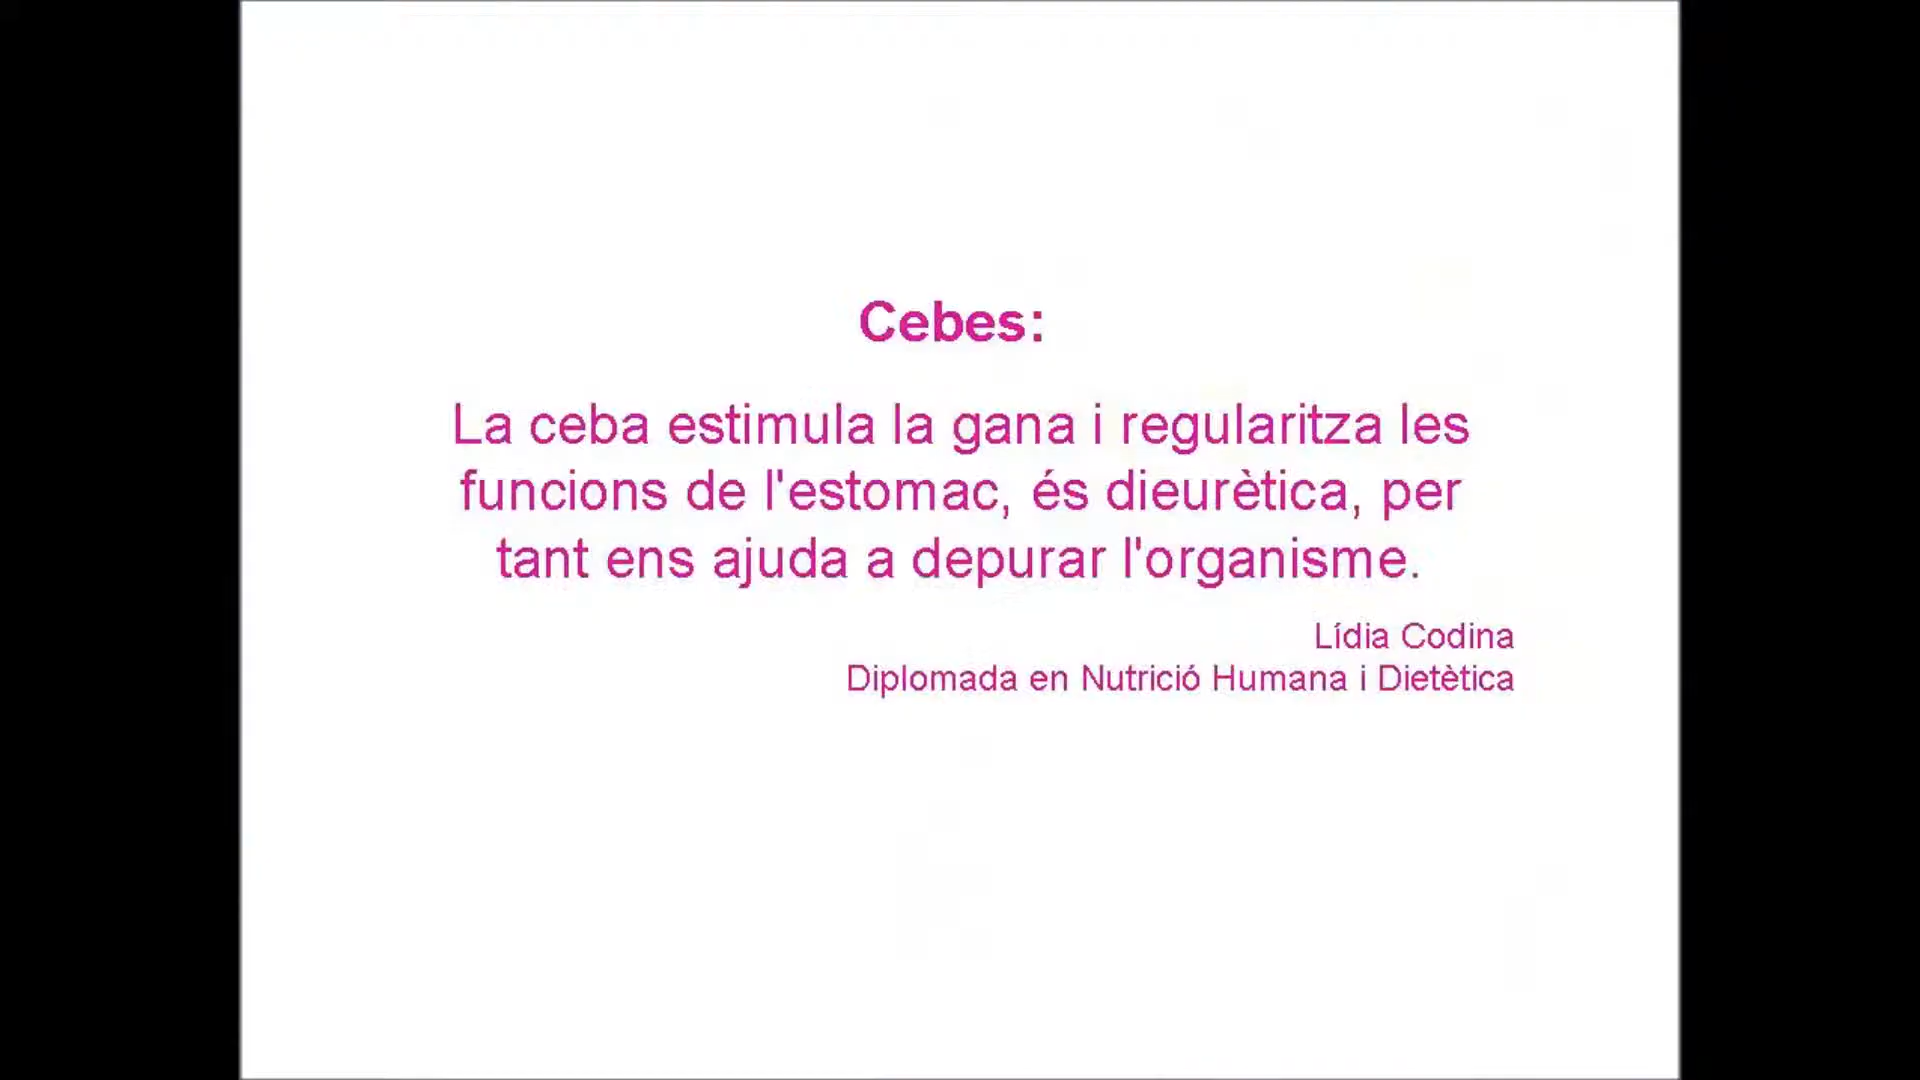 Cebes:
La ceba estimula la gana i regularitza les
funcions de l'estomac, és dieurètica, per
tant ens ajuda a depurar l'organisme.
Lídia Codina
Diplomada en Nutrició Humana i Dietètica